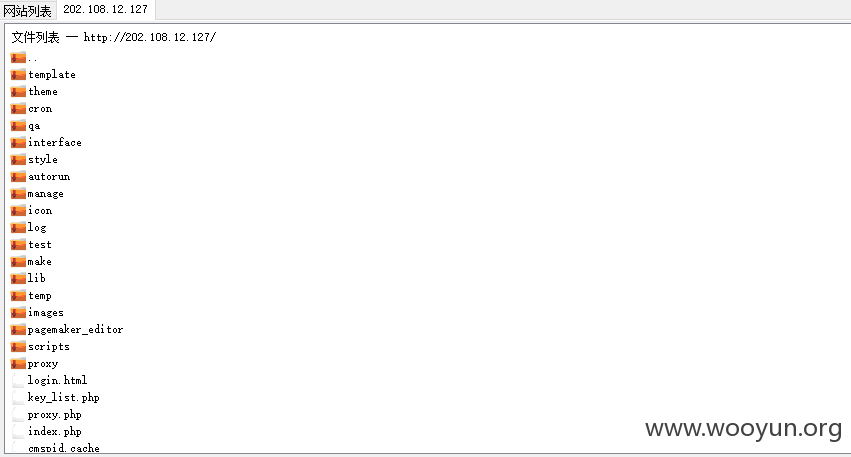 网站列表 202.108.12.127
文件列表 — http://202.108.12.127/
..
template
theme
cron
qa
interface
style
autorun
manage
icon
log
test
make
lib
temp
images
pagemaker_editor
scripts
proxy
login.html
key_list.php
proxy.php
index.php
cmspid.cache
www.wooyun.org